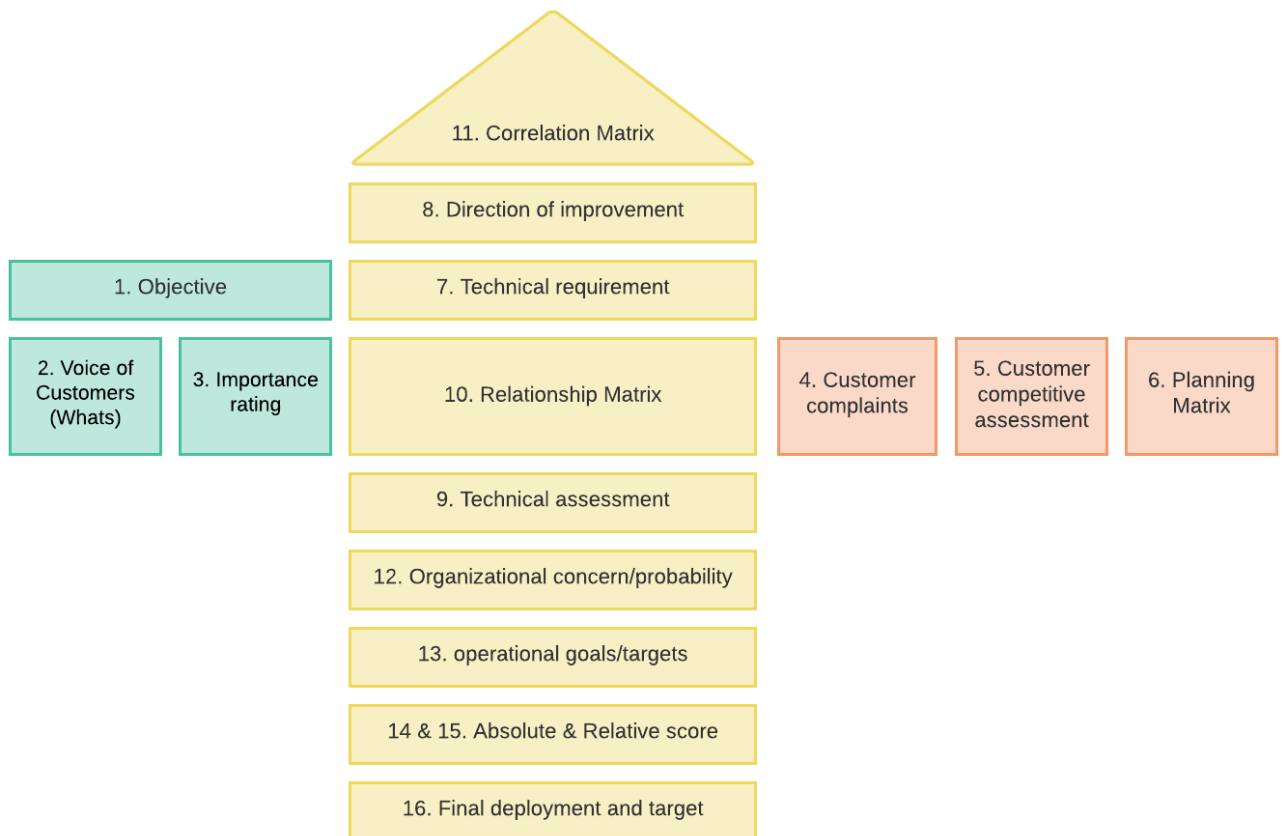 11. Correlation Matrix
8. Direction of improvement
1. Objective
7. Technical requirement
2. Voice of
Customers
(Whats)
3. Importance
rating
10. Relationship Matrix
4. Customer
complaints
5. Customer
competitive
assessment
6. Planning
Matrix
9. Technical assessment
12. Organizational concern/probability
13. operational goals/targets
14 & 15. Absolute & Relative score
16. Final deployment and target